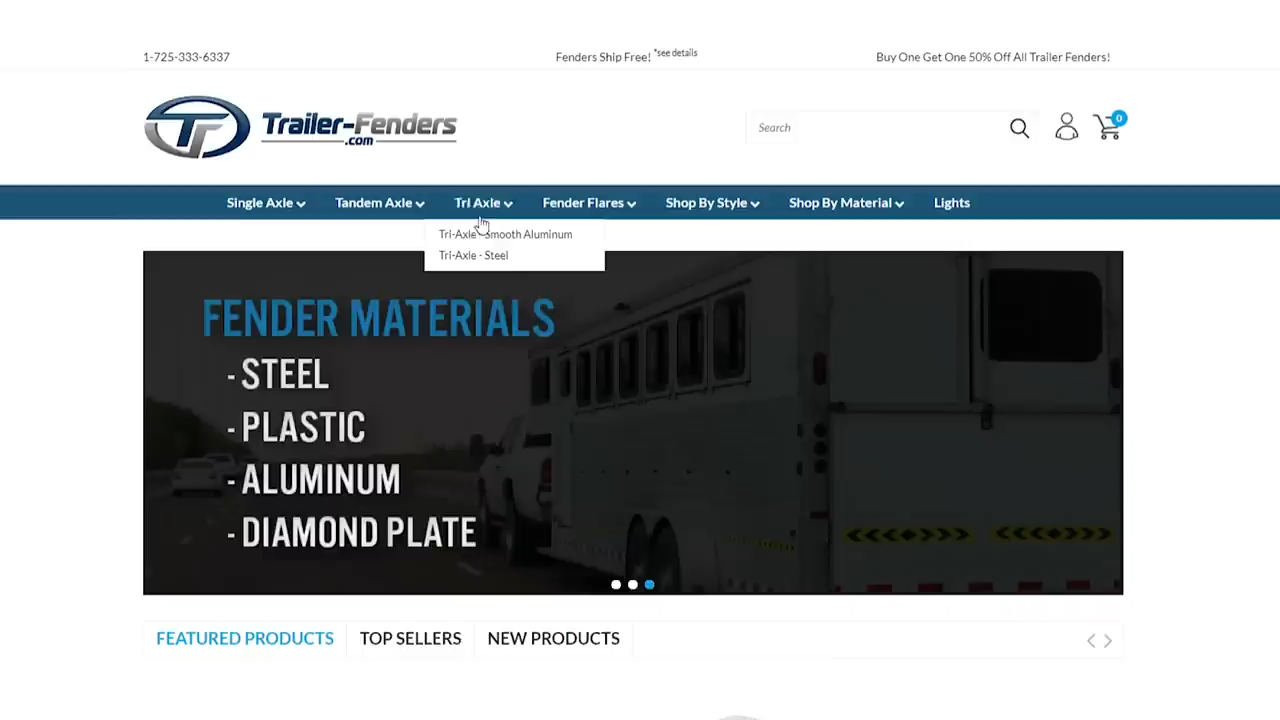 1-725-333-6337
Fenders Ship Free! *see details
Buy One Get One 50% Off All Trailer Fenders!
TF Trailer-Fenders
.com
Search
0
Single Axle
Tandem Axle
Tri Axle
Fender Flares
Shop By Style
Shop By Material
Lights
Tri-Axle - Smooth Aluminum
Tri-Axle - Steel
FENDER MATERIALS
- STEEL
- PLASTIC
- ALUMINUM
- DIAMOND PLATE
FEATURED PRODUCTS
TOP SELLERS
NEW PRODUCTS